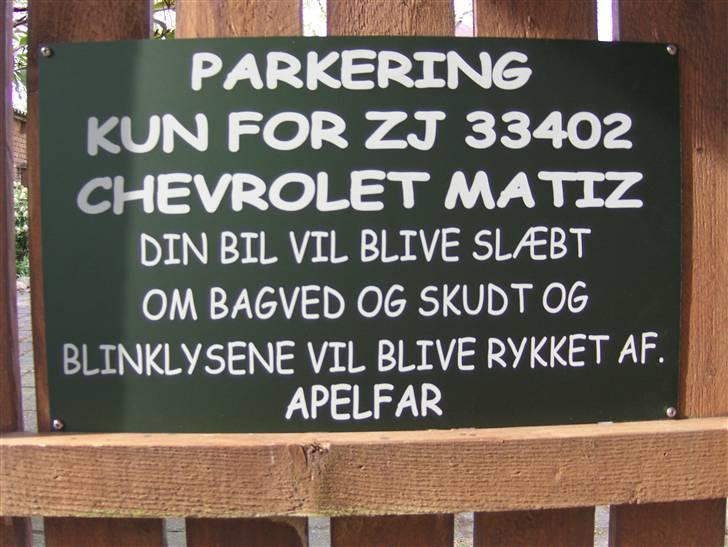 PARKERING
KUN FOR ZJ 33402
CHEVROLET MATIZ
DIN BIL VIL BLIVE SLÆBT
OM BAGVED OG SKUDT OG
BLINKLYSENE VIL BLIVE RYKKET AF.
APELFAR